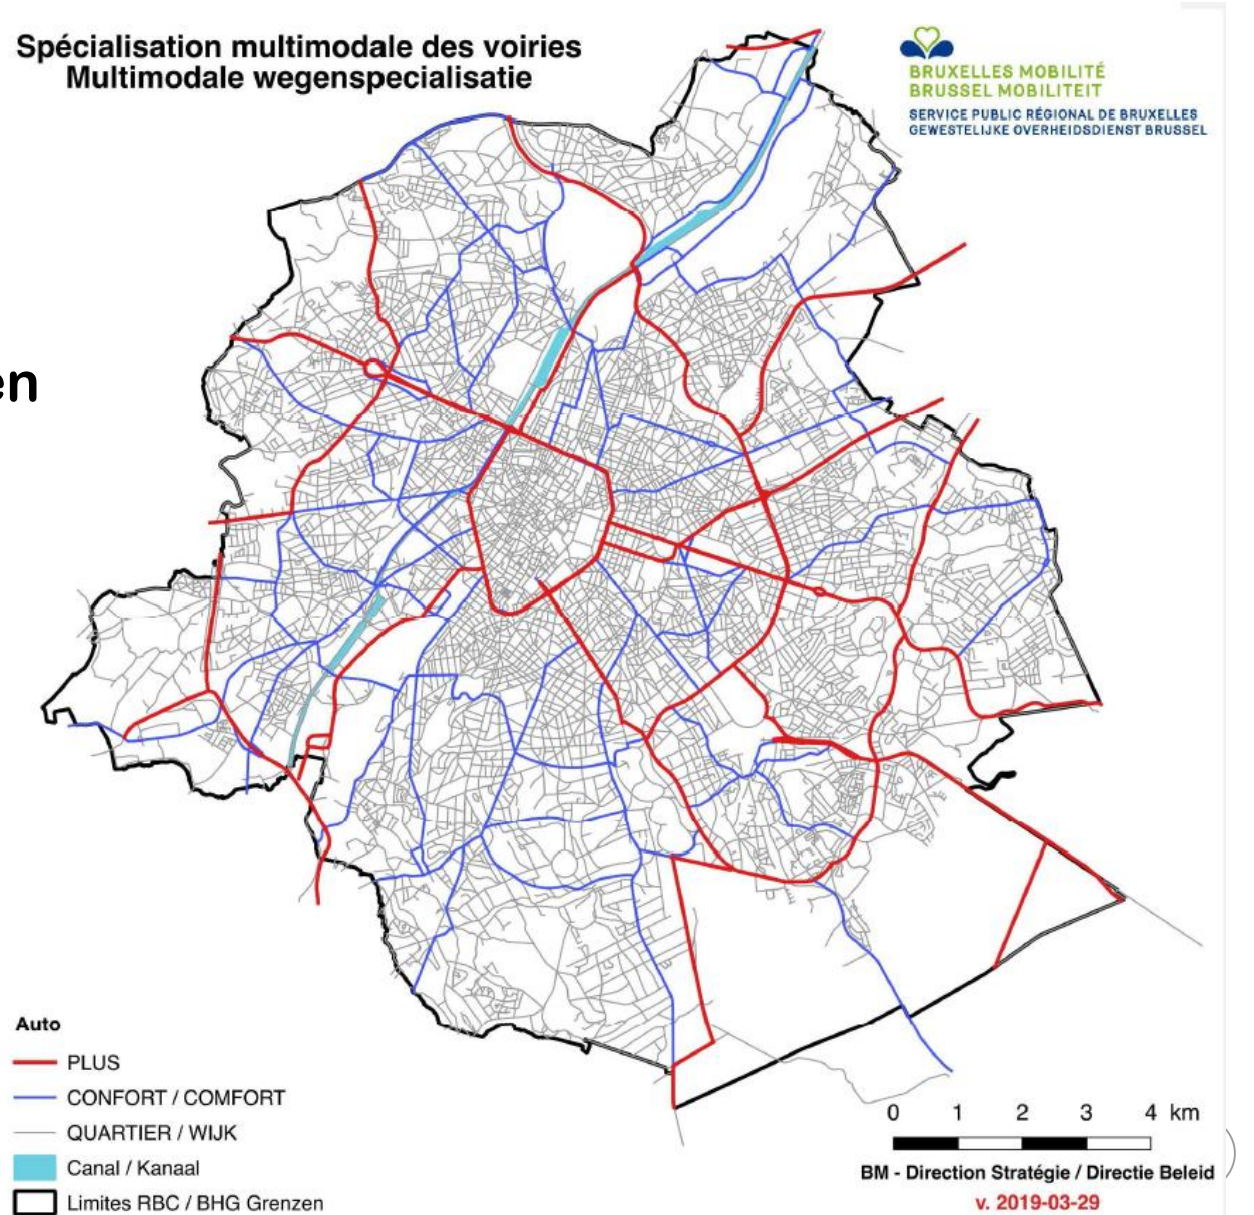 Spécialisation multimodale des voiries
Multimodale wegenspecialisatie
BRUXELLES MOBILITÉ
BRUSSEL MOBILITEIT
SERVICE PUBLIC RÉGIONAL DE BRUXELLES
GEWESTELIJKE OVERHEIDSDIENST BRUSSEL
en
Auto
PLUS
CONFORT / COMFORT
QUARTIER / WIJK
Canal / Kanaal
Limites RBC / BHG Grenzen
0 1 2 3 4 km
BM - Direction Stratégie / Directie Beleid
v. 2019-03-29